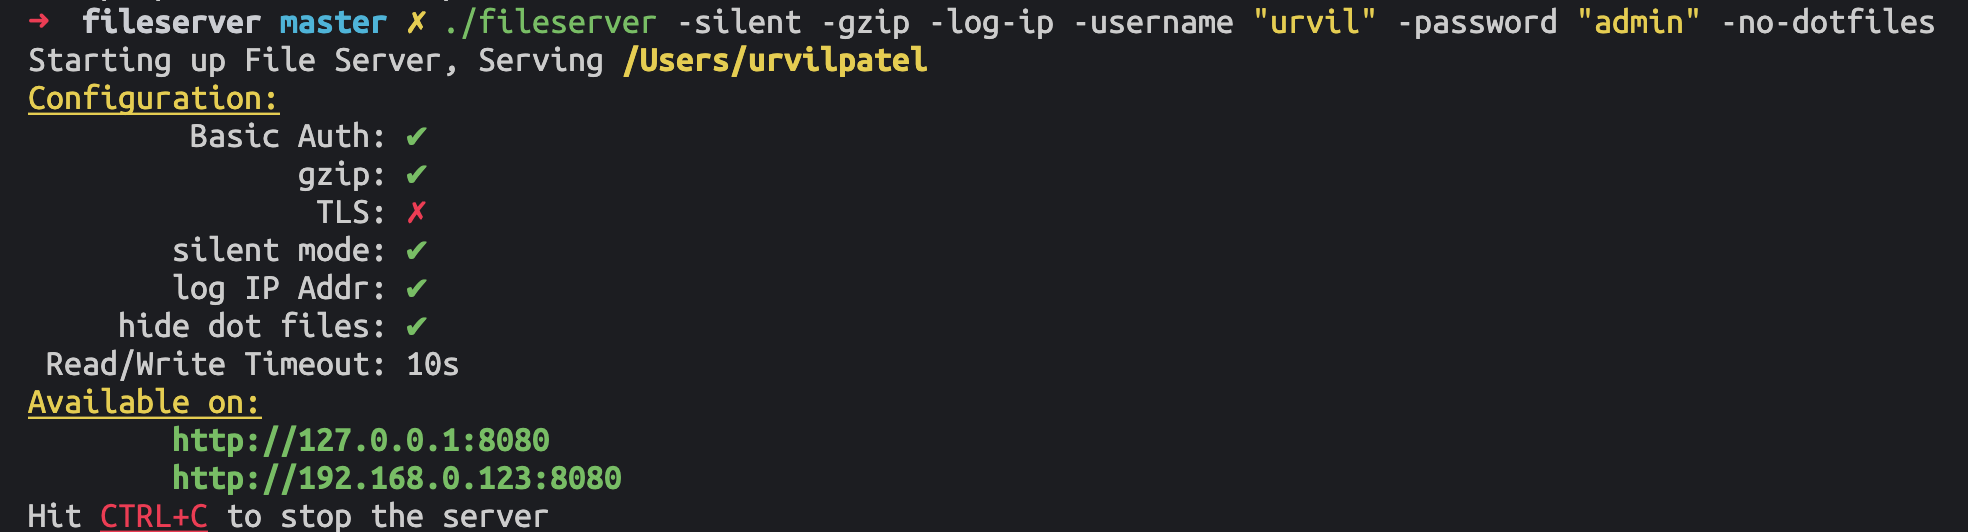 ➜ fileserver master ✗ ./fileserver -silent -gzip -log-ip -username "urvil" -password "admin" -no-dotfiles
Starting up File Server, Serving /Users/urvilpatel
Configuration:
Basic Auth: ✔
gzip: ✔
TLS: ✗
silent mode: ✔
log IP Addr: ✔
hide dot files: ✔
Read/Write Timeout: 10s
Available on:
http://127.0.0.1:8080
http://192.168.0.123:8080
Hit CTRL+C to stop the server